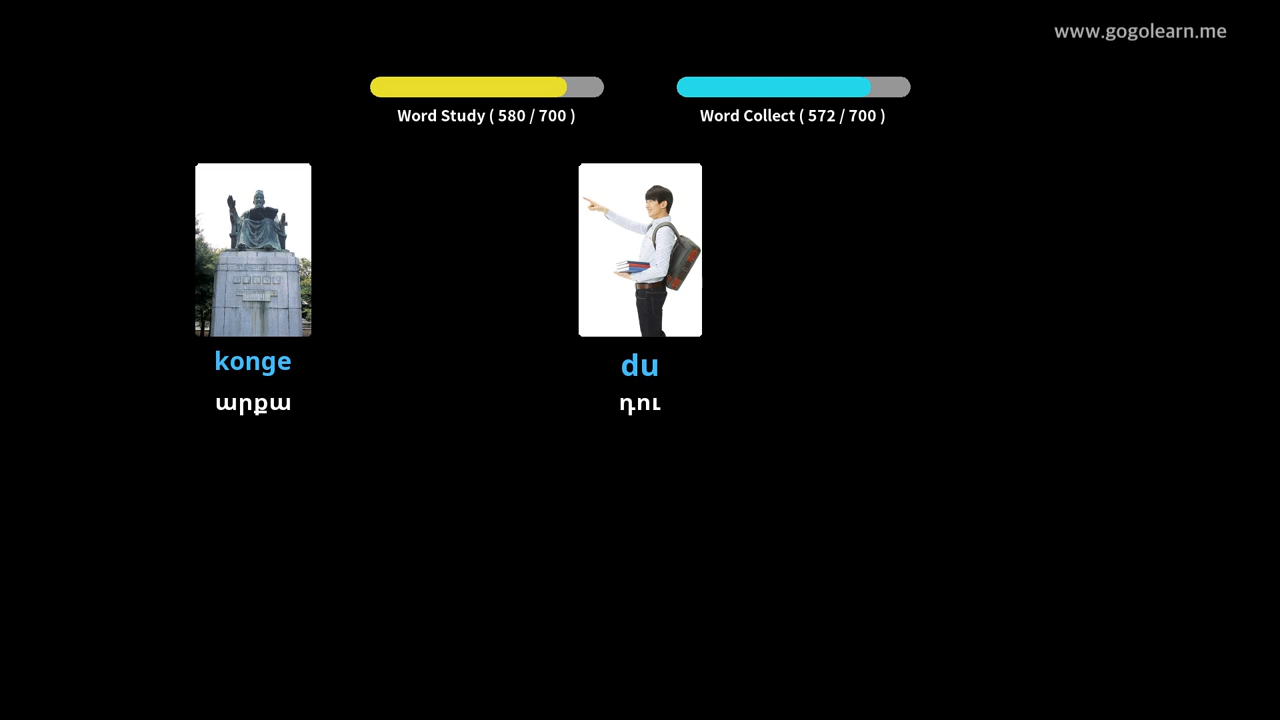 www.gogolearn.me
Word Study ( 580 / 700 )
Word Collect ( 572 / 700 )
konge
արքա
du
դու